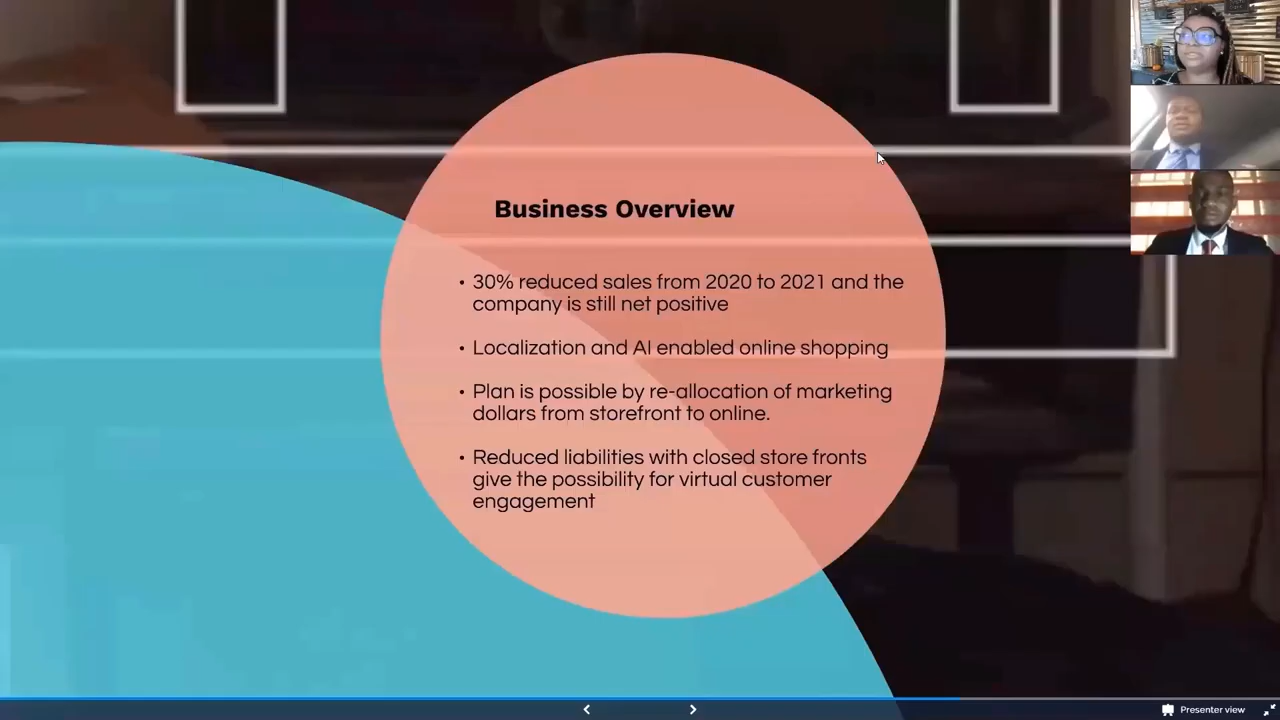 Business Overview
• 30% reduced sales from 2020 to 2021 and the
company is still net positive
• Localization and AI enabled online shopping
• Plan is possible by re-allocation of marketing
dollars from storefront to online.
• Reduced liabilities with closed store fronts
give the possibility for virtual customer
engagement
Presenter view